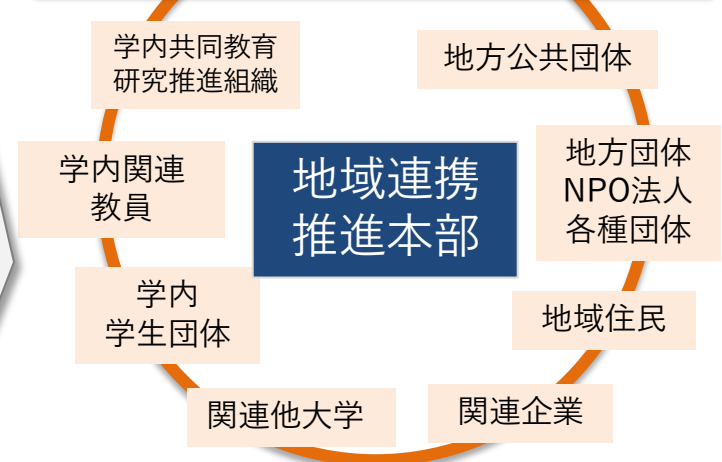 学内共同教育
研究推進組織
地方公共団体
学内関連
教員
地域連携
推進本部
地方団体
NPO法人
各種団体
学内
学生団体
地域住民
関連他大学
関連企業